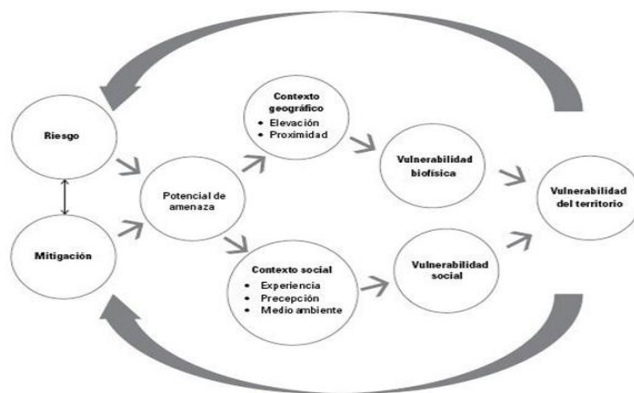 Riesgo
Mitigación
Potencial de
amenaza
Contexto
geográfico
• Elevación
• Proximidad
Contexto social
• Experiencia
• Precepción
• Medio ambiente
Vulnerabilidad
biofísica
Vulnerabilidad
social
Vulnerabilidad
del territorio